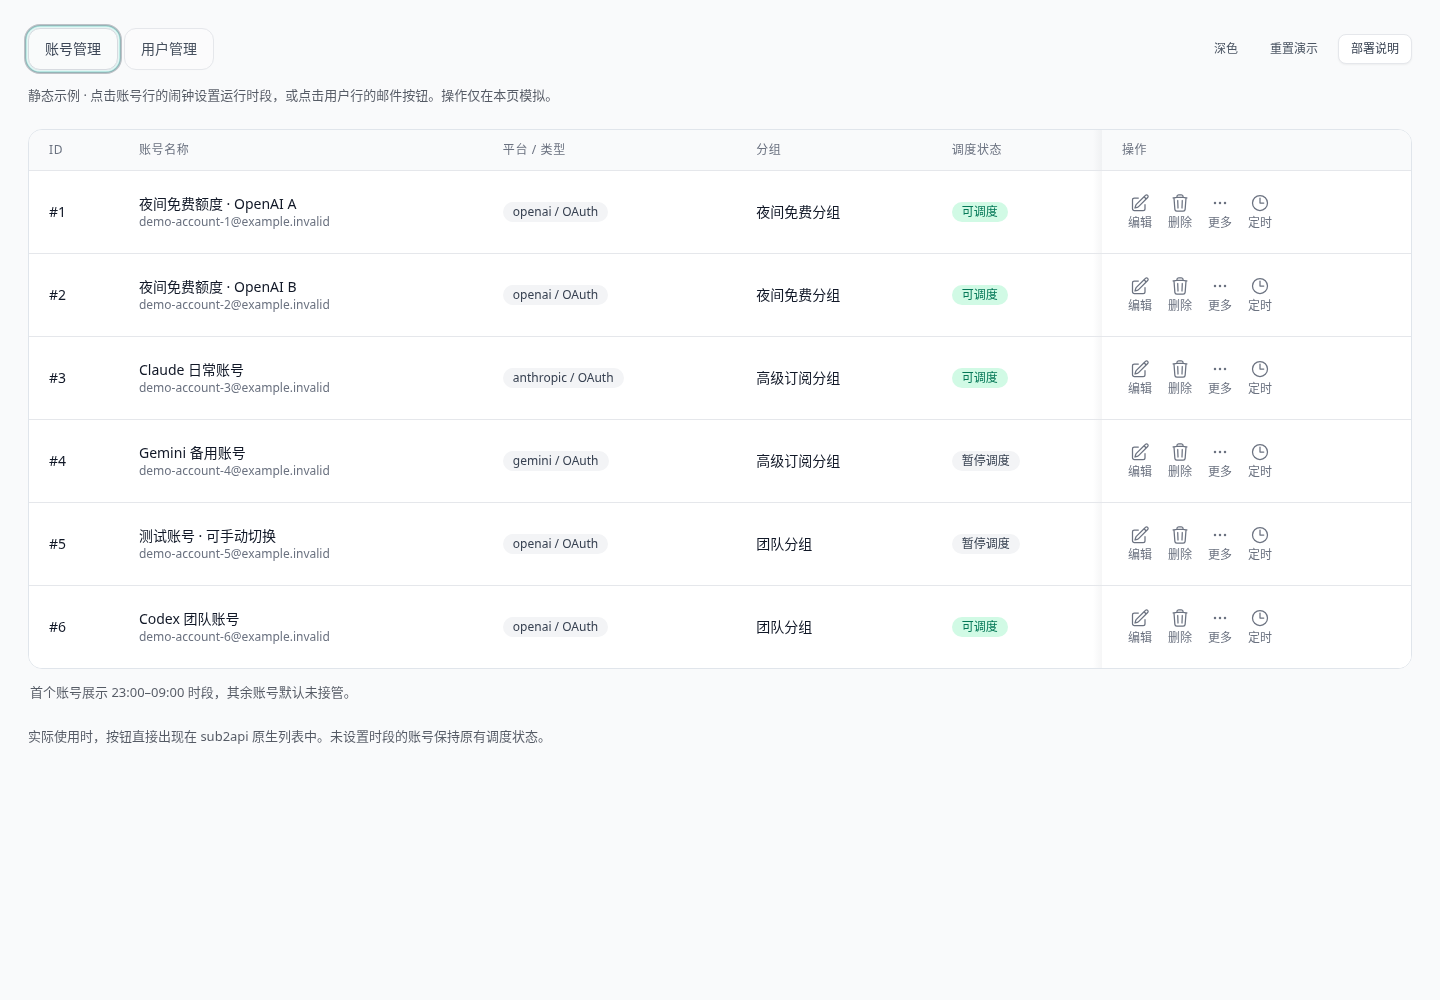 账号管理 用户管理 深色 重置演示 部署说明
静态示例 · 点击账号行的闹钟设置运行时段，或点击用户行的邮件按钮。操作仅在本页模拟。
ID 账号名称 平台 / 类型 分组 调度状态 操作
#1 夜间免费额度 · OpenAI A openai / OAuth 夜间免费分组 可调度 编辑 删除 更多 定时
demo-account-1@example.invalid
#2 夜间免费额度 · OpenAI B openai / OAuth 夜间免费分组 可调度 编辑 删除 更多 定时
demo-account-2@example.invalid
#3 Claude 日常账号 anthropic / OAuth 高级订阅分组 可调度 编辑 删除 更多 定时
demo-account-3@example.invalid
#4 Gemini 备用账号 gemini / OAuth 高级订阅分组 暂停调度 编辑 删除 更多 定时
demo-account-4@example.invalid
#5 测试账号 · 可手动切换 openai / OAuth 团队分组 暂停调度 编辑 删除 更多 定时
demo-account-5@example.invalid
#6 Codex 团队账号 openai / OAuth 团队分组 可调度 编辑 删除 更多 定时
demo-account-6@example.invalid
首个账号展示 23:00–09:00 时段，其余账号默认未接管。
实际使用时，按钮直接出现在 sub2api 原生列表中。未设置时段的账号保持原有调度状态。